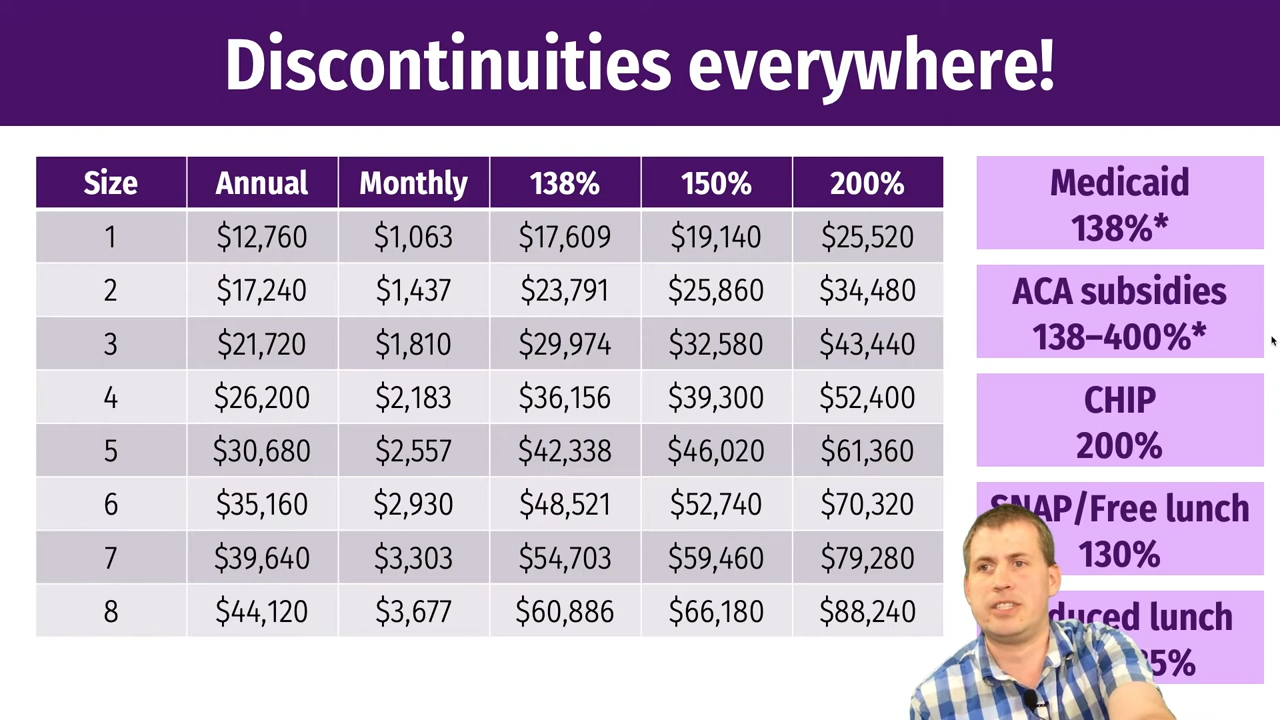 Discontinuities everywhere!
Size Annual Monthly 138% 150% 200%
1 $12,760 $1,063 $17,609 $19,140 $25,520
2 $17,240 $1,437 $23,791 $25,860 $34,480
3 $21,720 $1,810 $29,974 $32,580 $43,440
4 $26,200 $2,183 $36,156 $39,300 $52,400
5 $30,680 $2,557 $42,338 $46,020 $61,360
6 $35,160 $2,930 $48,521 $52,740 $70,320
7 $39,640 $3,303 $54,703 $59,460 $79,280
8 $44,120 $3,677 $60,886 $66,180 $88,240
Medicaid
138%*
ACA subsidies
138–400%*
CHIP
200%
SNAP/Free lunch
130%
lunch